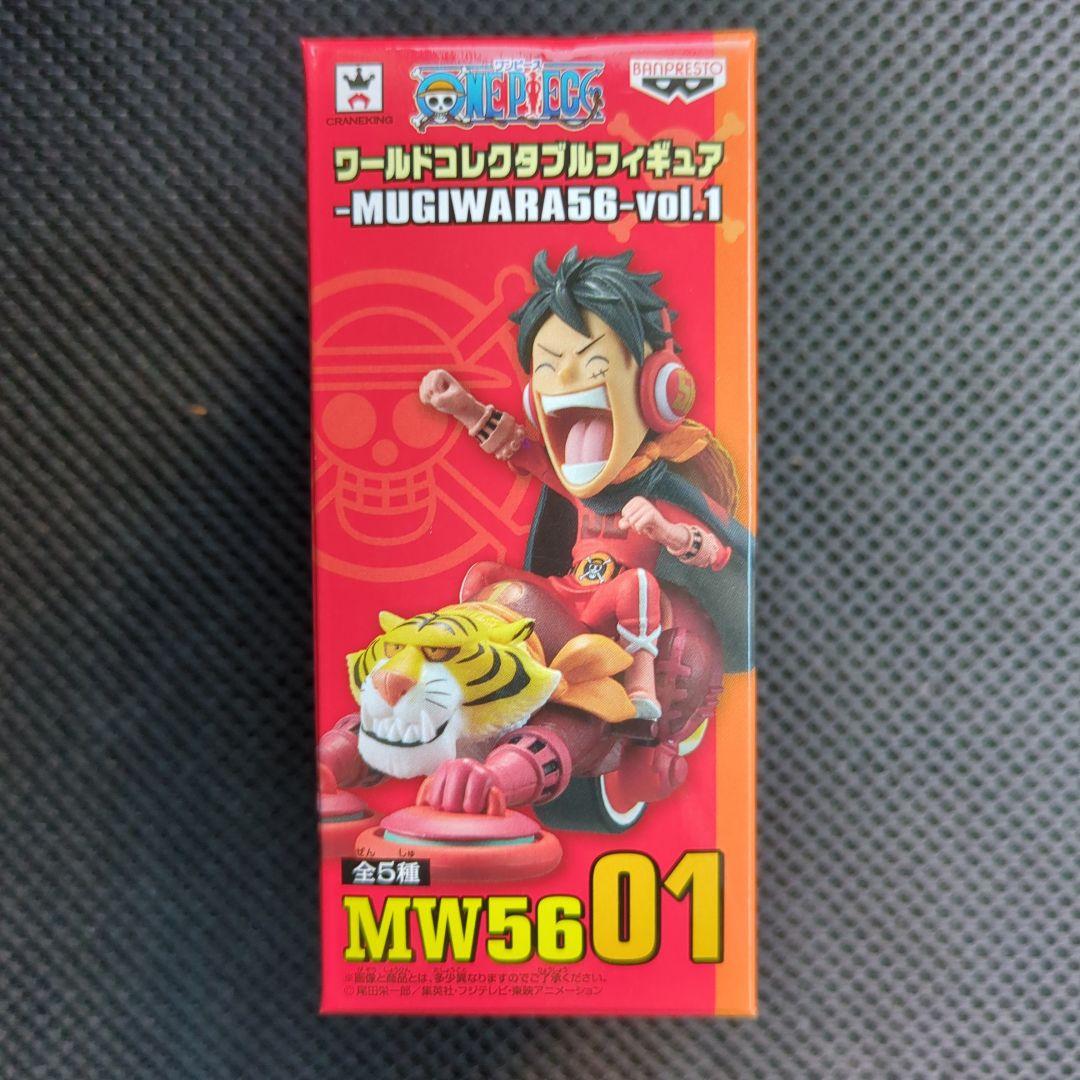 CRANEKING
ワンピース
ONE PIECE
BANPRESTO
ワールドコレクタブルフィギュア
-MUGIWARA56-vol.1
ぜん しゅ
全5種
MW56 01
※画像と商品とは、多少異なりますのでご了承ください。
©尾田栄一郎/集英社・フジテレビ・東映アニメーション